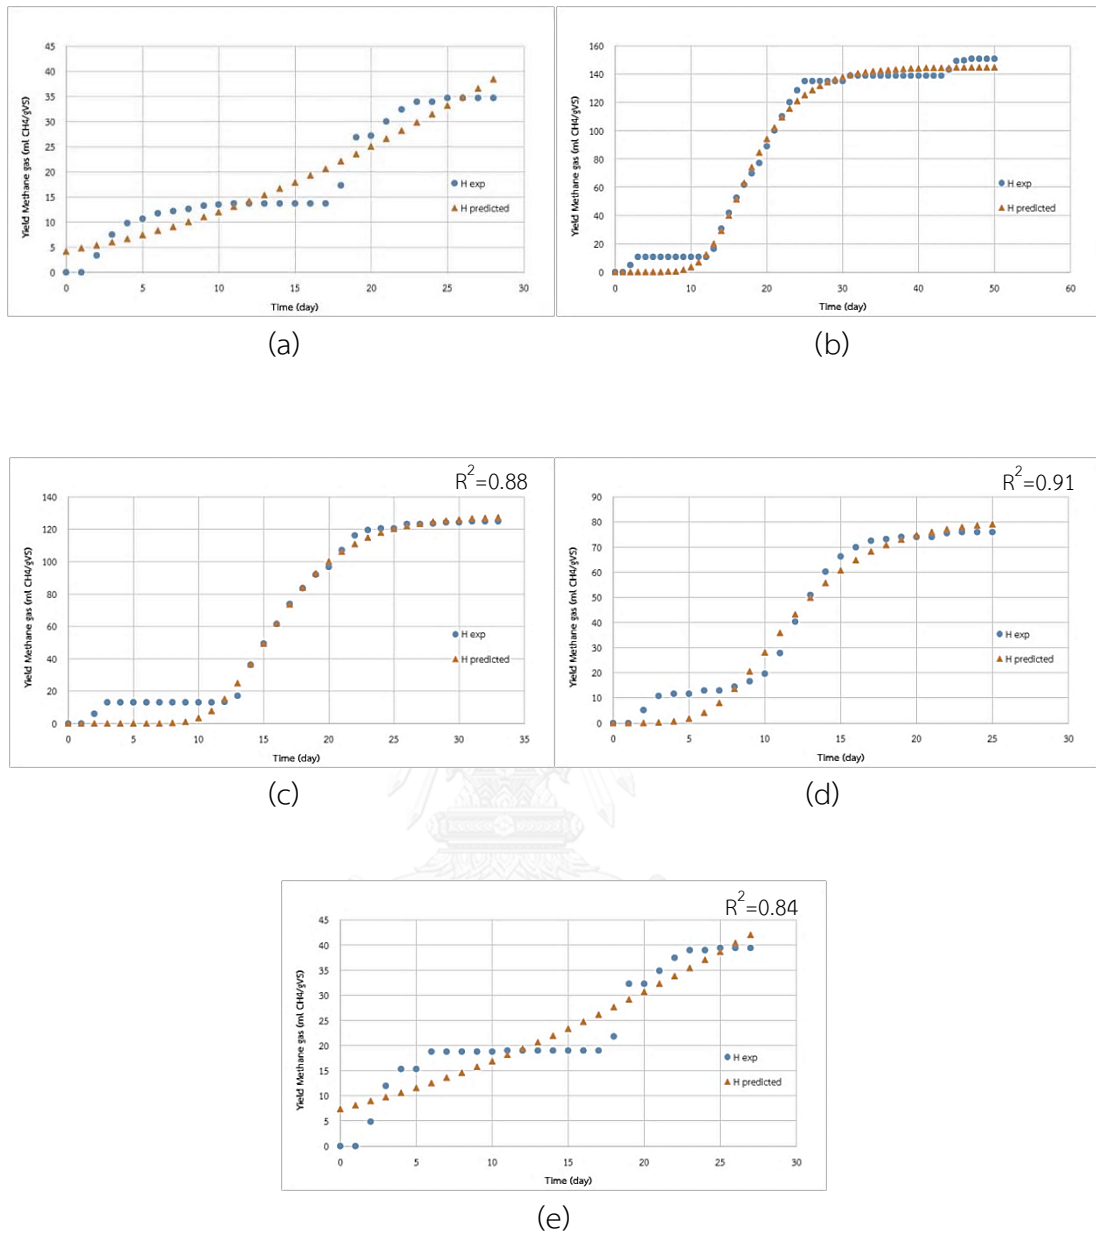 45
40
35
30
25
20
15
10
5
0
0 5 10 15 20 25 30
Yield Methane gas (ml CH4/gVS)
Time (day)
H exp
H predicted
(a)
160
140
120
100
80
60
40
20
0
0 10 20 30 40 50 60
Yield Methane gas (ml CH4/gVS)
Time (day)
H exp
H predicted
(b)
R²=0.88
140
120
100
80
60
40
20
0
0 5 10 15 20 25 30 35
Yield Methane gas (ml CH4/gVS)
Time (day)
H exp
H predicted
(c)
R²=0.91
90
80
70
60
50
40
30
20
10
0
0 5 10 15 20 25 30
Yield Methane gas (ml CH4/gVS)
Time (day)
H exp
H predicted
(d)
R²=0.84
45
40
35
30
25
20
15
10
5
0
0 5 10 15 20 25 30
Yield Methane gas (ml CH4/gVS)
Time (day)
H exp
H predicted
(e)